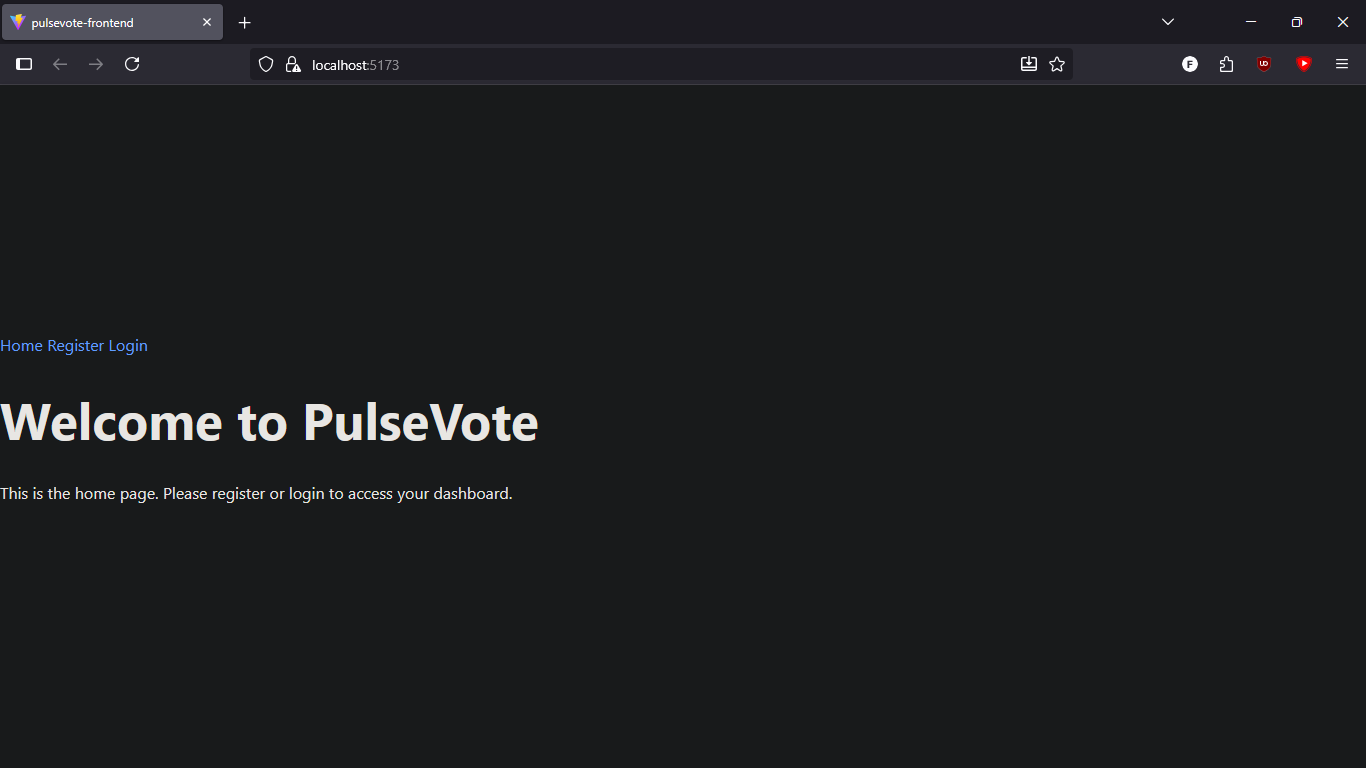 pulsevote-frontend
localhost:5173
F
Home Register Login
Welcome to PulseVote
This is the home page. Please register or login to access your dashboard.